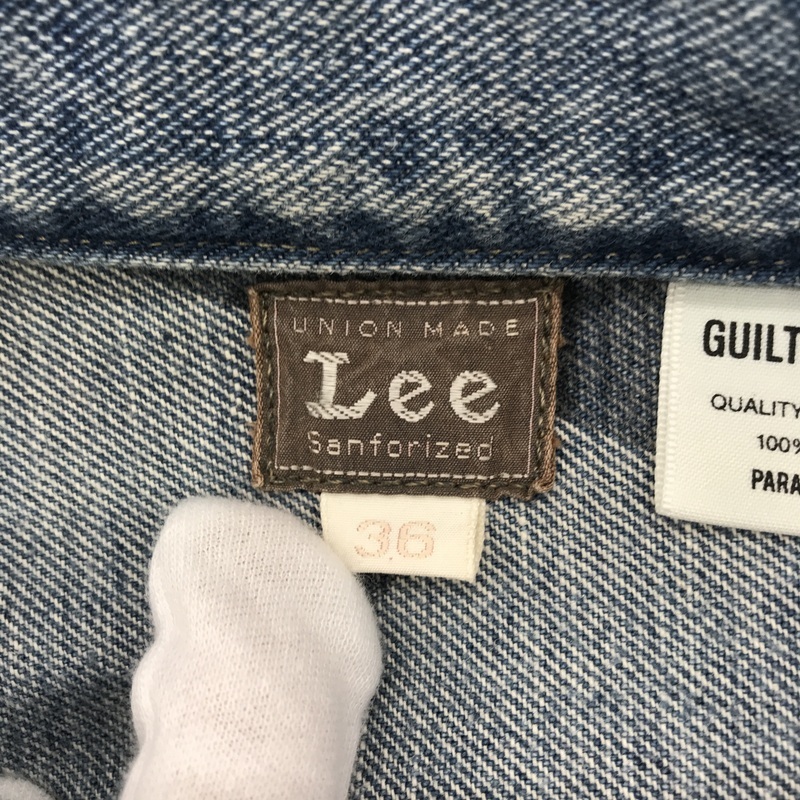 UNION MADE
Lee
Sanforized
36
GUILT
QUALITY
100%
PARA